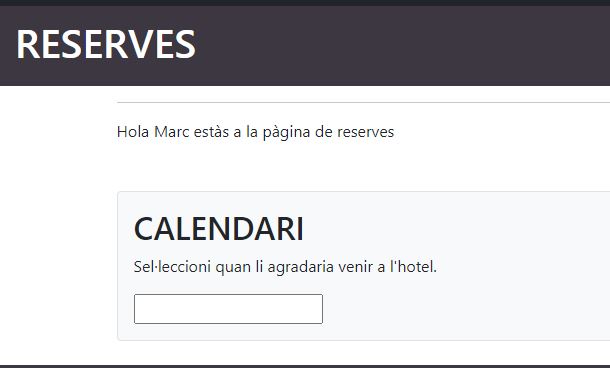 RESERVES
Hola Marc estàs a la pàgina de reserves
CALENDARI
Sel·leccioni quan li agradaria venir a l'hotel.